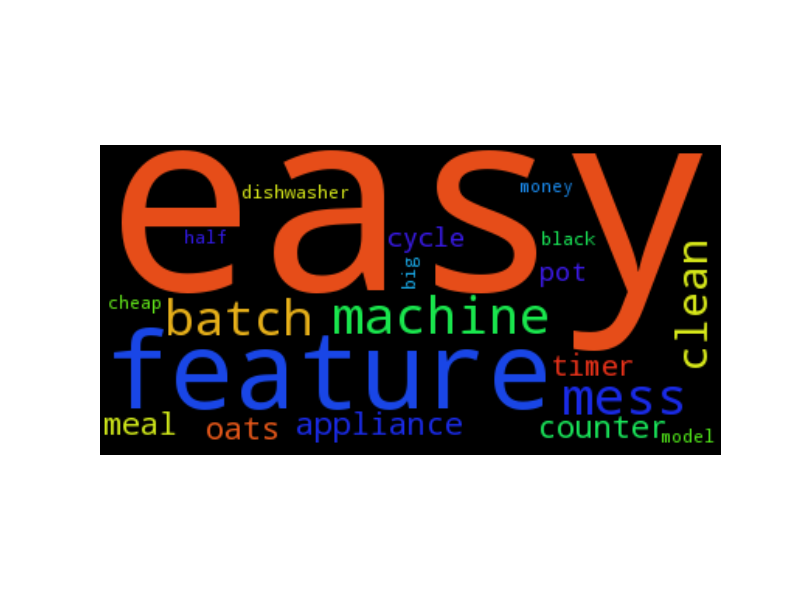 easy
dishwasher
money
half
cycle
black
big
pot
clean
cheap
batch
machine
feature
timer
mess
meal
oats
appliance
counter
model